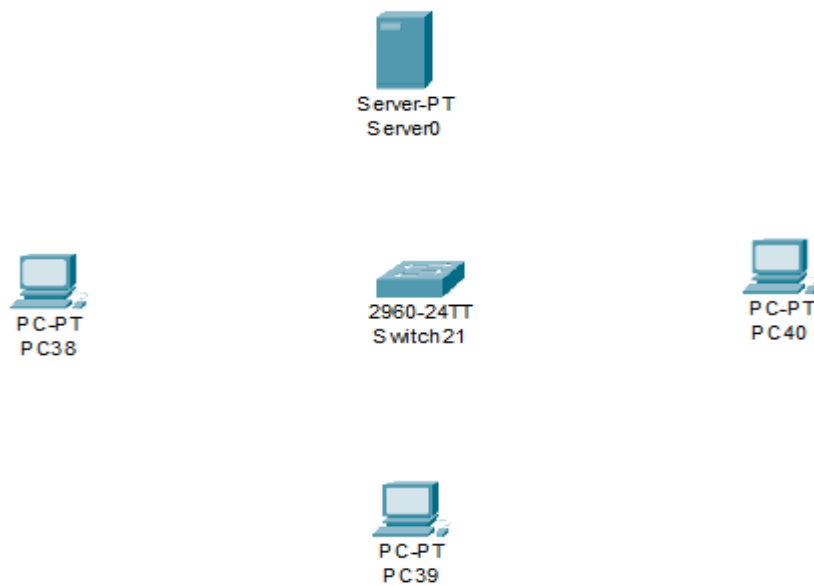 Server-PT
Server0
PC-PT
PC38
2960-24TT
Switch21
PC-PT
PC40
PC-PT
PC39